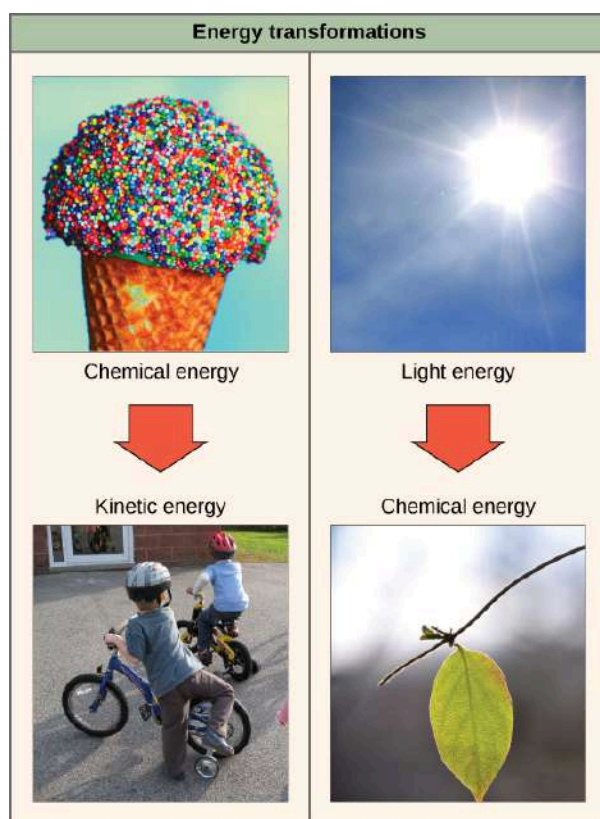 Energy transformations
Chemical energy
Kinetic energy
Light energy
Chemical energy